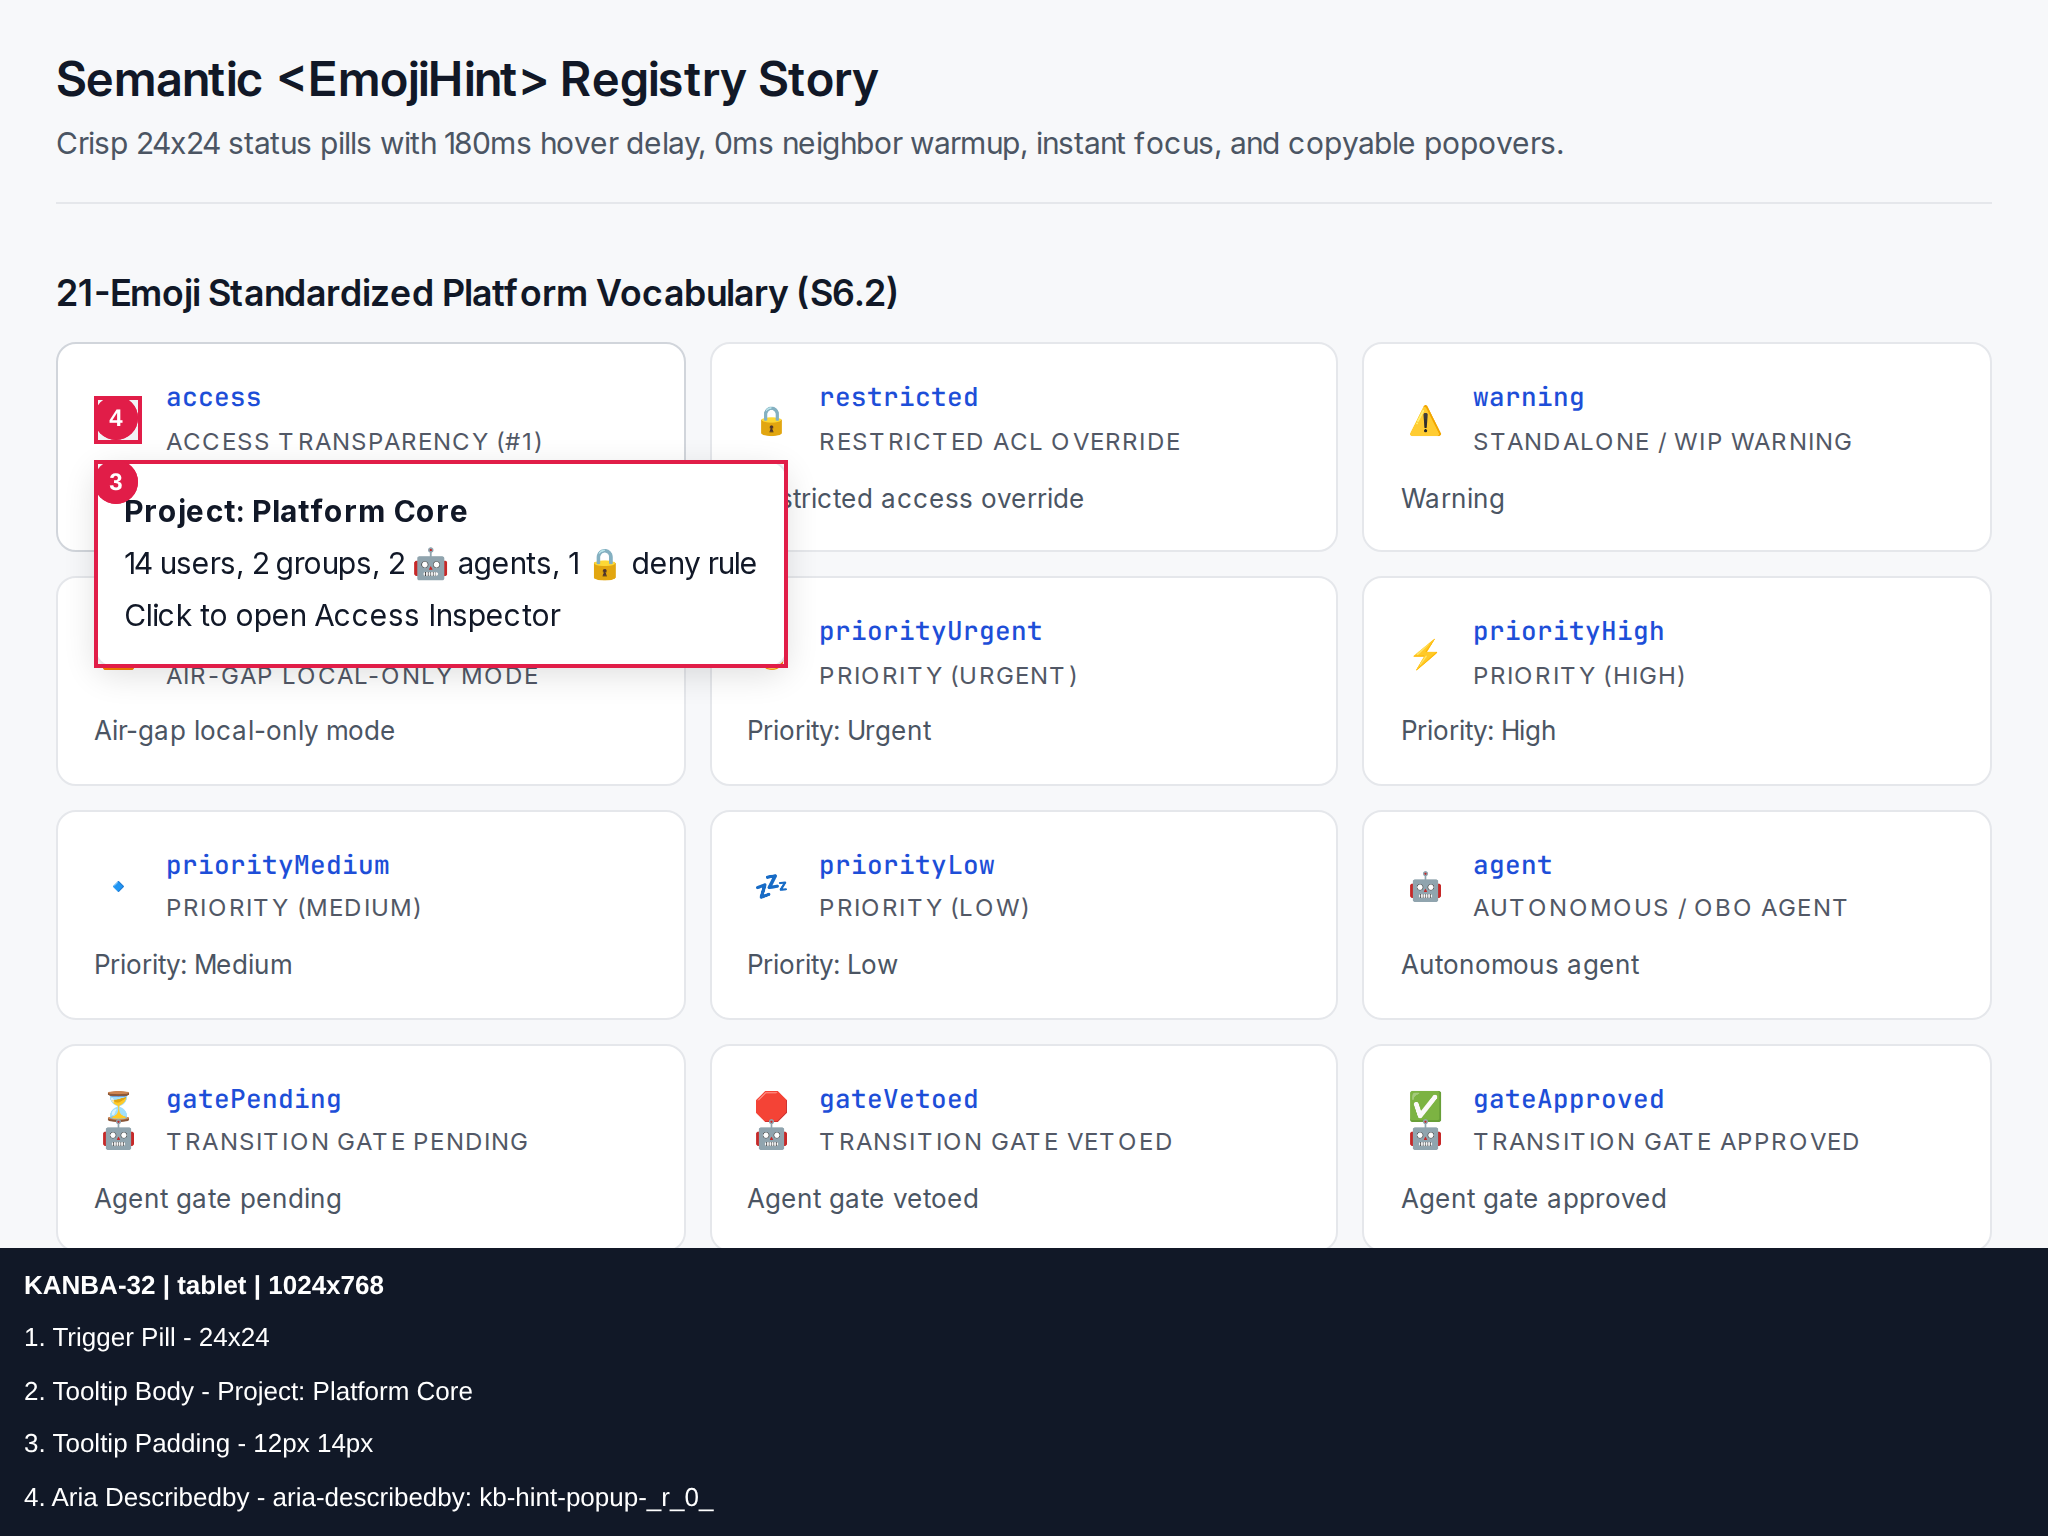 Semantic <EmojiHint> Registry Story
Crisp 24x24 status pills with 180ms hover delay, 0ms neighbor warmup, instant focus, and copyable popovers.
21-Emoji Standardized Platform Vocabulary (S6.2)
4
access
ACCESS TRANSPARENCY (#1)
restricted
RESTRICTED ACL OVERRIDE
stricted access override
warning
STANDALONE / WIP WARNING
Warning
3
Project: Platform Core
14 users, 2 groups, 2 🤖 agents, 1 🔒 deny rule
Click to open Access Inspector
AIR-GAP LOCAL-ONLY MODE
Air-gap local-only mode
priorityUrgent
PRIORITY (URGENT)
Priority: Urgent
priorityHigh
PRIORITY (HIGH)
Priority: High
priorityMedium
PRIORITY (MEDIUM)
Priority: Medium
priorityLow
PRIORITY (LOW)
Priority: Low
agent
AUTONOMOUS / OBO AGENT
Autonomous agent
gatePending
TRANSITION GATE PENDING
Agent gate pending
gateVetoed
TRANSITION GATE VETOED
Agent gate vetoed
gateApproved
TRANSITION GATE APPROVED
Agent gate approved
KANBA-32 | tablet | 1024x768
1. Trigger Pill - 24x24
2. Tooltip Body - Project: Platform Core
3. Tooltip Padding - 12px 14px
4. Aria Describedby - aria-describedby: kb-hint-popup-_r_0_